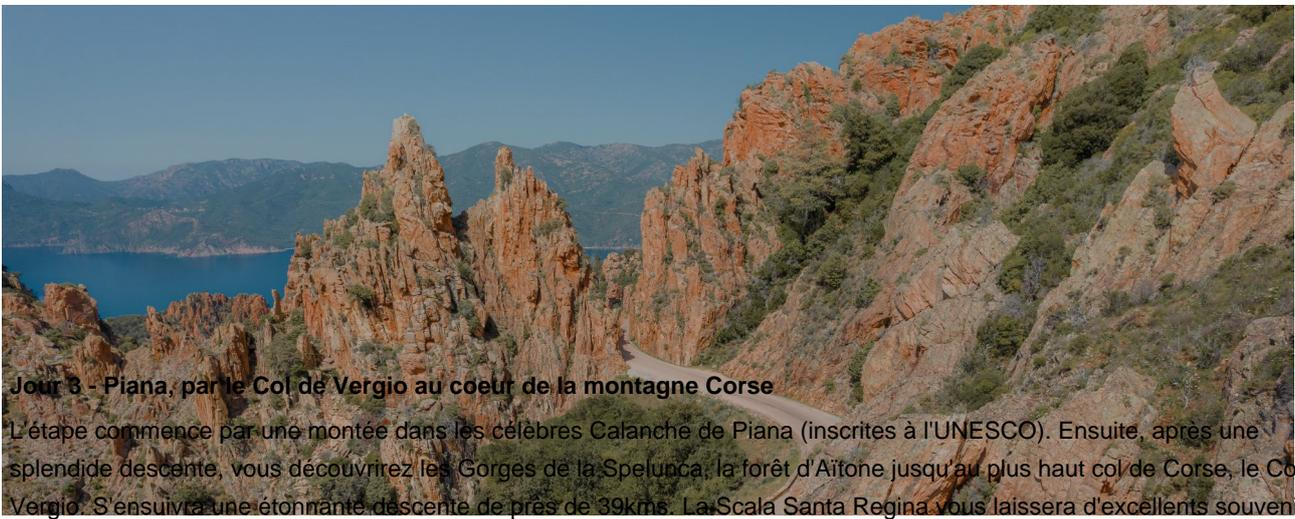 Jour 3 - Piana, par le Col de Vergio au coeur de la montagne Corse
L'étape commence par une montée dans les célèbres Calanche de Piana (inscrites à l'UNESCO). Ensuite, après une
splendide descente, vous découvrirez les Gorges de la Spelunca, la forêt d'Aïtone jusqu'au plus haut col de Corse, le Co
Vergio. S'ensuivra une étonnante descente de près de 39kms. La Scala Santa Regina vous laissera d'excellents souveni